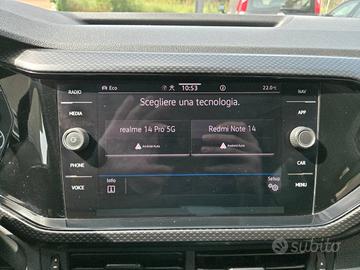 Eco
10:53
22.0°C
RADIO
NAV
Scegliere una tecnologia.
MEDIA
APP
realme 14 Pro 5G
Redmi Note 14
PHONE
Android Auto
Android Auto
CAR
VOICE
Info
Setup
MENU
subito